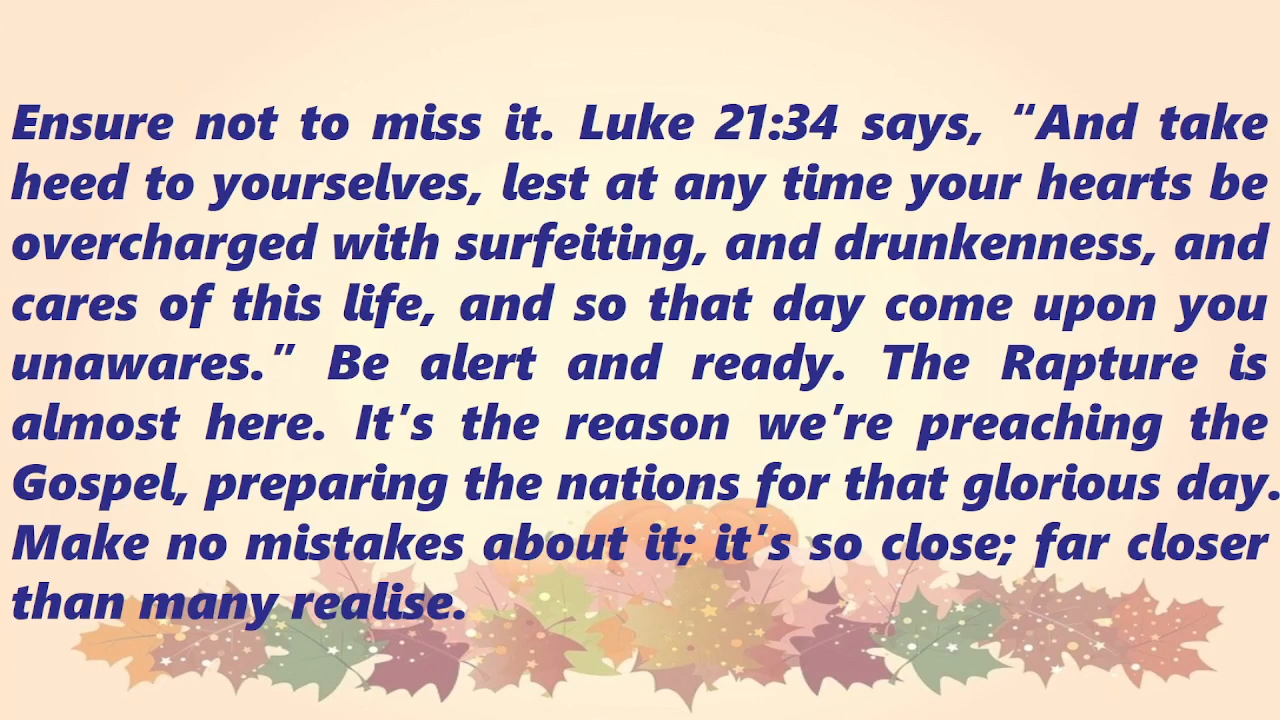 Ensure not to miss it. Luke 21:34 says, “And take
heed to yourselves, lest at any time your hearts be
overcharged with surfeiting, and drunkenness, and
cares of this life, and so that day come upon you
unawares.” Be alert and ready. The Rapture is
almost here. It’s the reason we’re preaching the
Gospel, preparing the nations for that glorious day.
Make no mistakes about it; it’s so close; far closer
than many realise.